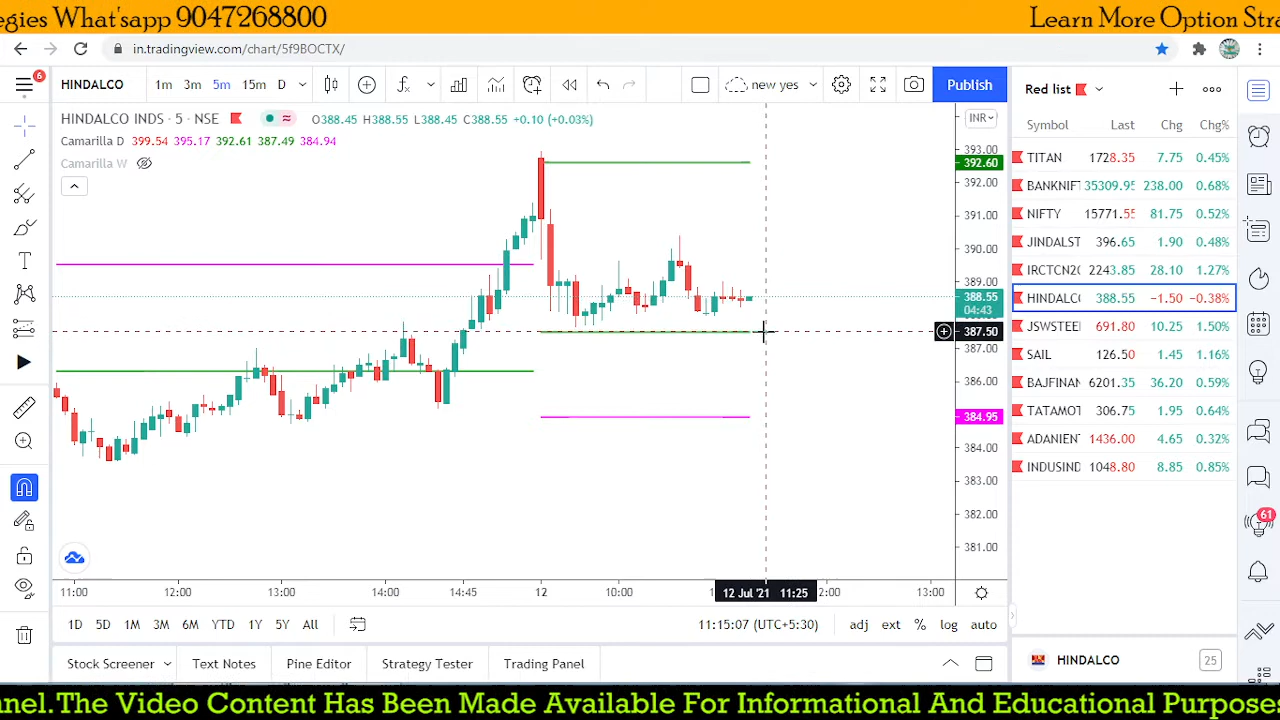 egies What'sapp 9047268800
Learn More Option Stra
in.tradingview.com/chart/5f9BOCTX/
6
HINDALCO 1m 3m 5m 15m D new yes Publish
HINDALCO INDS · 5 · NSE O388.45 H388.55 L388.45 C388.55 +0.10 (+0.03%)
Camarilla D 399.54 395.17 392.61 387.49 384.94
Camarilla W
INR
393.00
392.60
392.00
391.00
390.00
389.00
388.55
04:43
387.50
387.00
386.00
384.95
384.00
383.00
382.00
381.00
11:00 12:00 13:00 14:00 14:45 12 10:00 12 Jul '21 11:25 2:00 13:00
1D 5D 1M 3M 6M YTD 1Y 5Y All 11:15:07 (UTC+5:30) adj ext % log auto
Stock Screener Text Notes Pine Editor Strategy Tester Trading Panel
Red list
Symbol Last Chg Chg%
TITAN 1728.35 7.75 0.45%
BANKNIF 35309.95 238.00 0.68%
NIFTY 15771.55 81.75 0.52%
JINDALST 396.65 1.90 0.48%
IRCTCN2 2243.85 28.10 1.27%
HINDALC 388.55 −1.50 −0.38%
JSWSTEE 691.80 10.25 1.50%
SAIL 126.50 1.45 1.16%
BAJFINAN 6201.35 36.20 0.59%
TATAMOT 306.75 1.95 0.64%
ADANIENT 1436.00 4.65 0.32%
INDUSIND 1048.80 8.85 0.85%
61
HINDALCO 25
nel.The Video Content Has Been Made Available For Informational And Educational Purposes